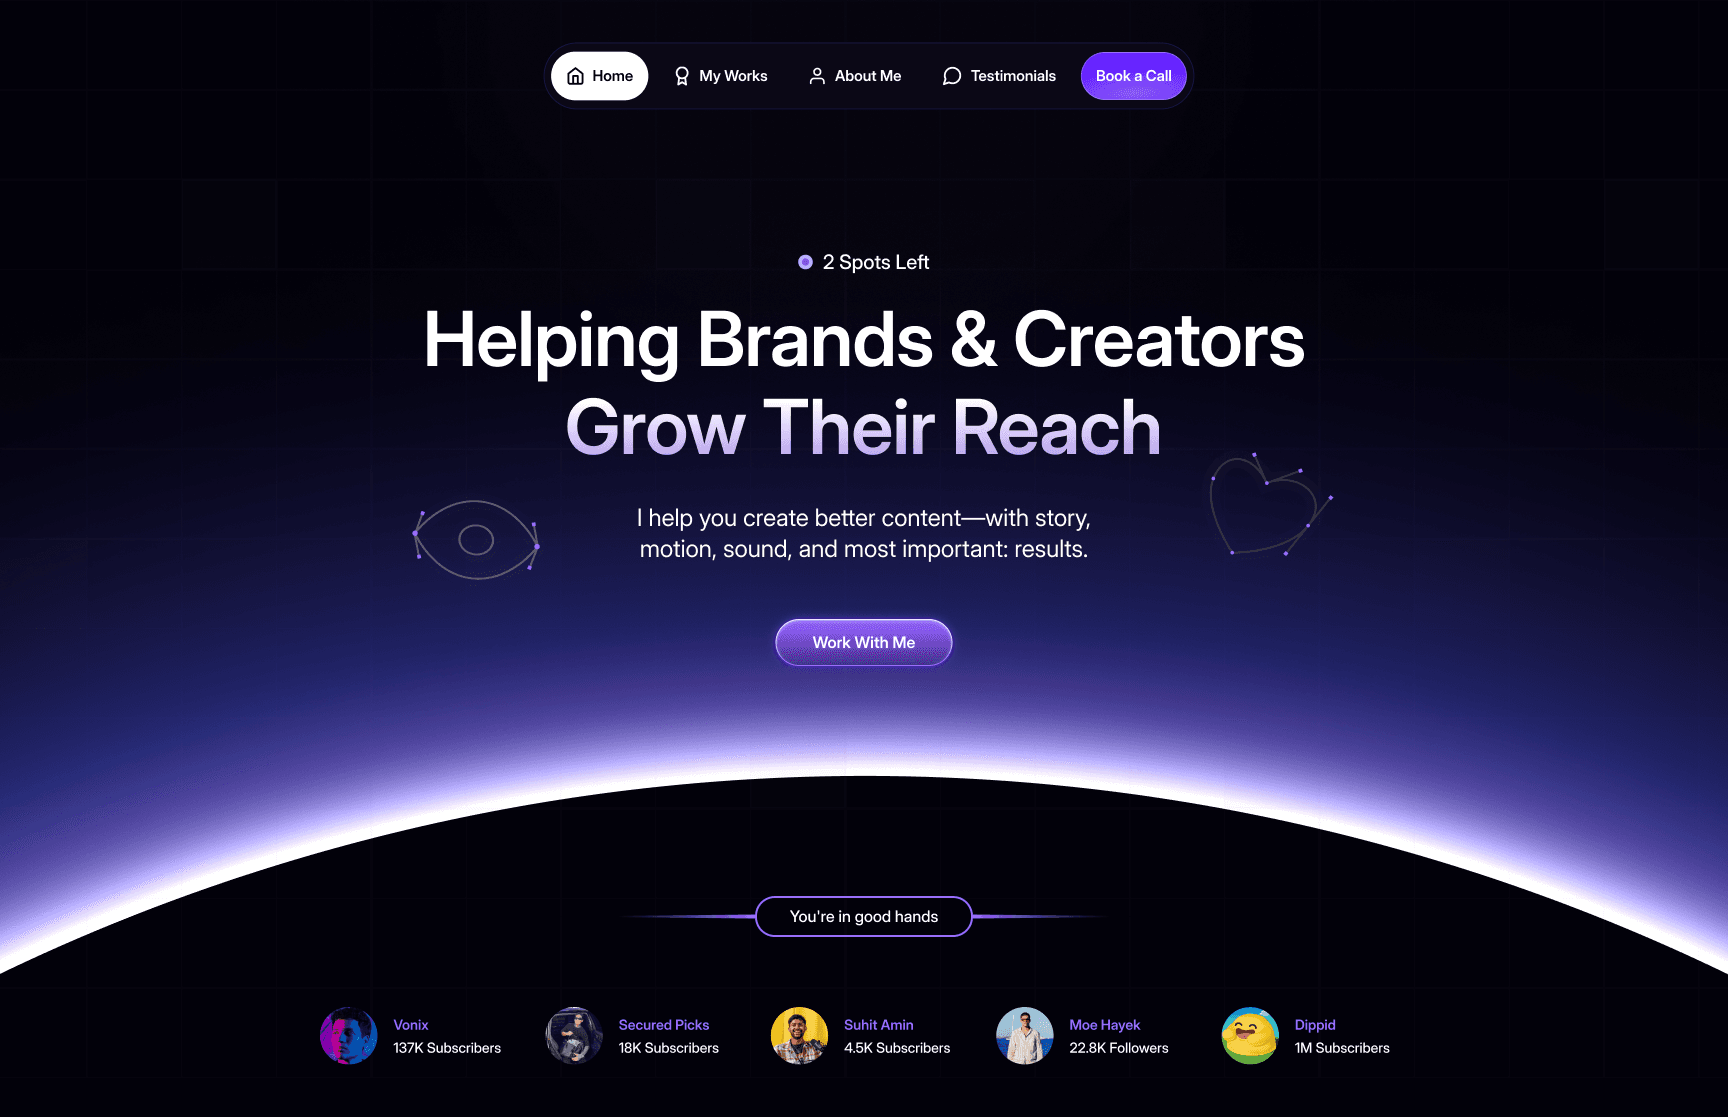 Home
My Works
About Me
Testimonials
Book a Call
2 Spots Left
Helping Brands & Creators
Grow Their Reach
I help you create better content—with story,
motion, sound, and most important: results.
Work With Me
You're in good hands
Vonix
137K Subscribers
Secured Picks
18K Subscribers
Suhit Amin
4.5K Subscribers
Moe Hayek
22.8K Followers
Dippid
1M Subscribers